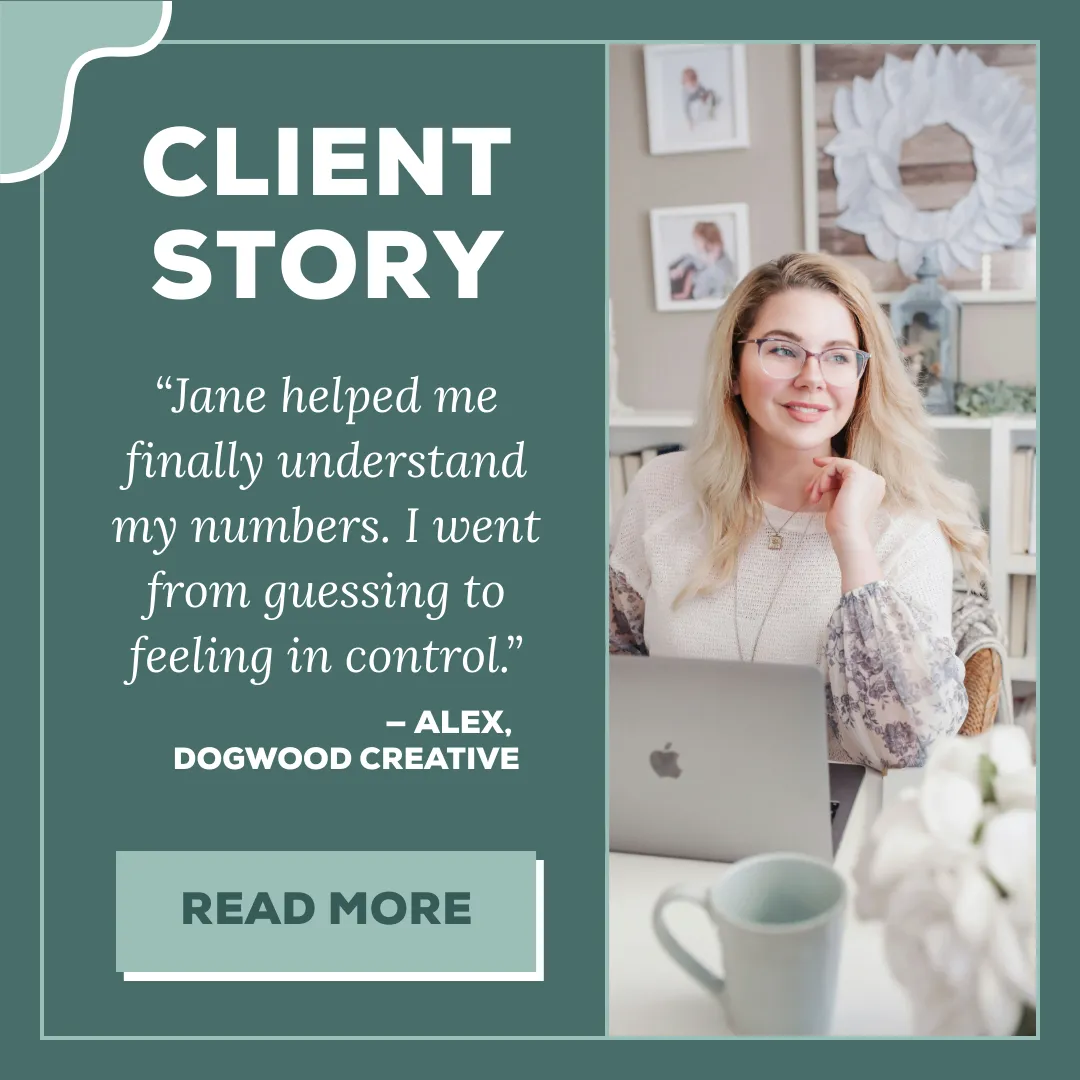 CLIENT
STORY
“Jane helped me
finally understand
my numbers. I went
from guessing to
feeling in control.”
– ALEX,
DOGWOOD CREATIVE
READ MORE